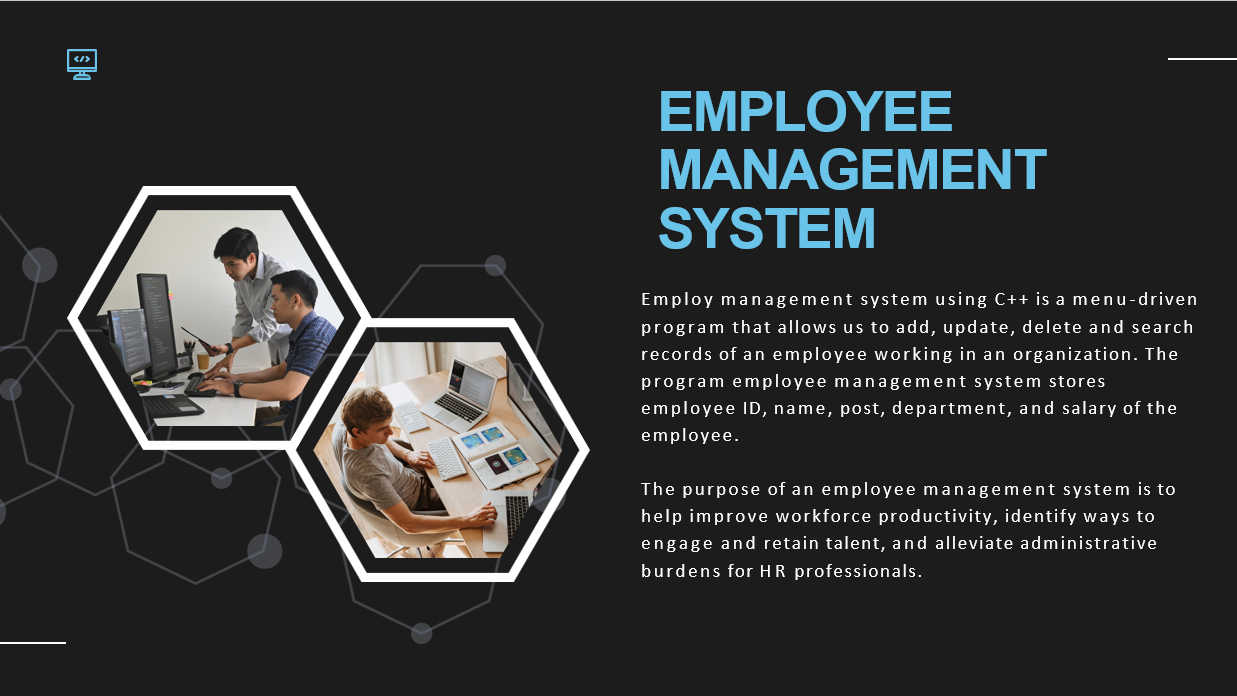 </>
EMPLOYEE
MANAGEMENT
SYSTEM
Employ management system using C++ is a menu-driven
program that allows us to add, update, delete and search
records of an employee working in an organization. The
program employee management system stores
employee ID, name, post, department, and salary of the
employee.
The purpose of an employee management system is to
help improve workforce productivity, identify ways to
engage and retain talent, and alleviate administrative
burdens for HR professionals.